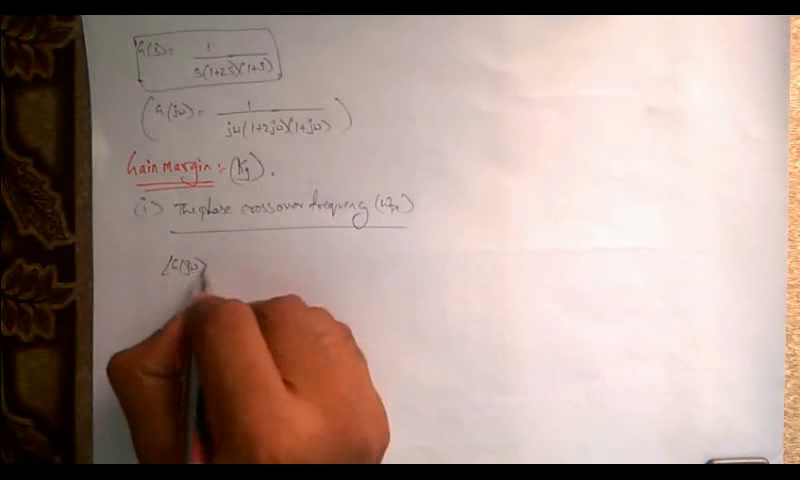 G(s) = 1 / s(1+2s)(1+s)
(G(jω) = 1 / jω(1+2jω)(1+jω))
Gain margin :- (Kg).
(i) The phase crossover frequency (ωpc)
∠G(jω)